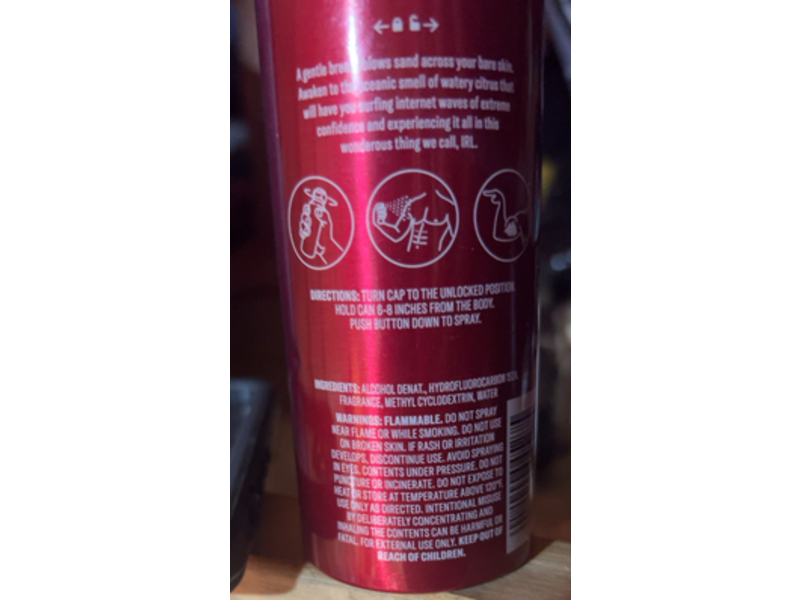 A gentle breeze blows sand across your bare skin.
Awaken to the oceanic smell of watery citrus that
will have you surfing internet waves of extreme
confidence and experiencing it all in this
wonderous thing we call, IRL.
DIRECTIONS: TURN CAP TO THE UNLOCKED POSITION.
HOLD CAN 6-8 INCHES FROM THE BODY.
PUSH BUTTON DOWN TO SPRAY.
INGREDIENTS: ALCOHOL DENAT., HYDROFLUOROCARBON 152A,
FRAGRANCE, METHYL CYCLODEXTRIN, WATER
WARNINGS: FLAMMABLE. DO NOT SPRAY
NEAR FLAME OR WHILE SMOKING. DO NOT USE
ON BROKEN SKIN. IF RASH OR IRRITATION
DEVELOPS, DISCONTINUE USE. AVOID SPRAYING
IN EYES. CONTENTS UNDER PRESSURE. DO NOT
PUNCTURE OR INCINERATE. DO NOT EXPOSE TO
HEAT OR STORE AT TEMPERATURE ABOVE 120°F.
USE ONLY AS DIRECTED. INTENTIONAL MISUSE
BY DELIBERATELY CONCENTRATING AND
INHALING THE CONTENTS CAN BE HARMFUL OR
FATAL. FOR EXTERNAL USE ONLY. KEEP OUT OF
REACH OF CHILDREN.